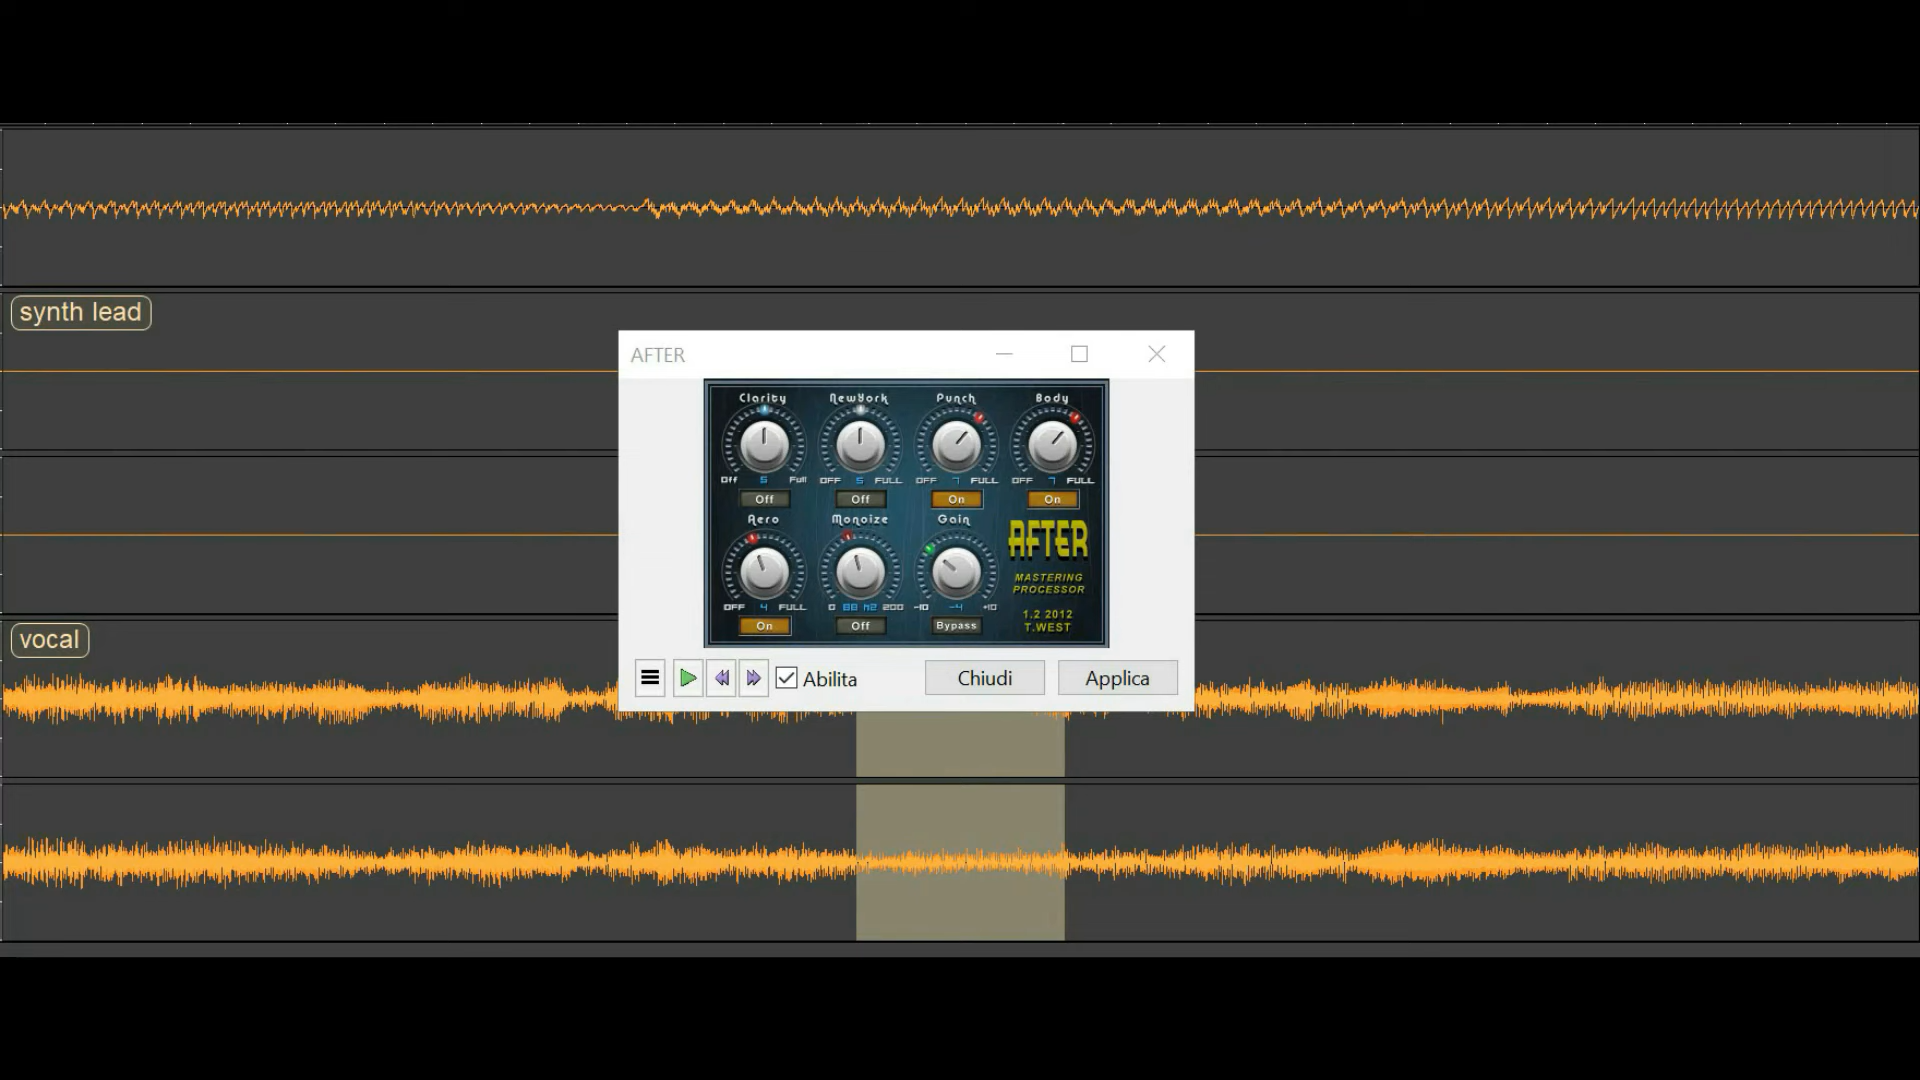 synth lead
AFTER
Clarity NewYork Punch Body
Off 5 Full OFF 5 FULL OFF 7 FULL OFF 7 FULL
Off Off On On
Aero Monoize Gain
AFTER
MASTERING
PROCESSOR
OFF 4 FULL 0 88 HZ 200 -10 -4 +10
1.2 2012
T.WEST
On Off Bypass
vocal
Abilita Chiudi Applica